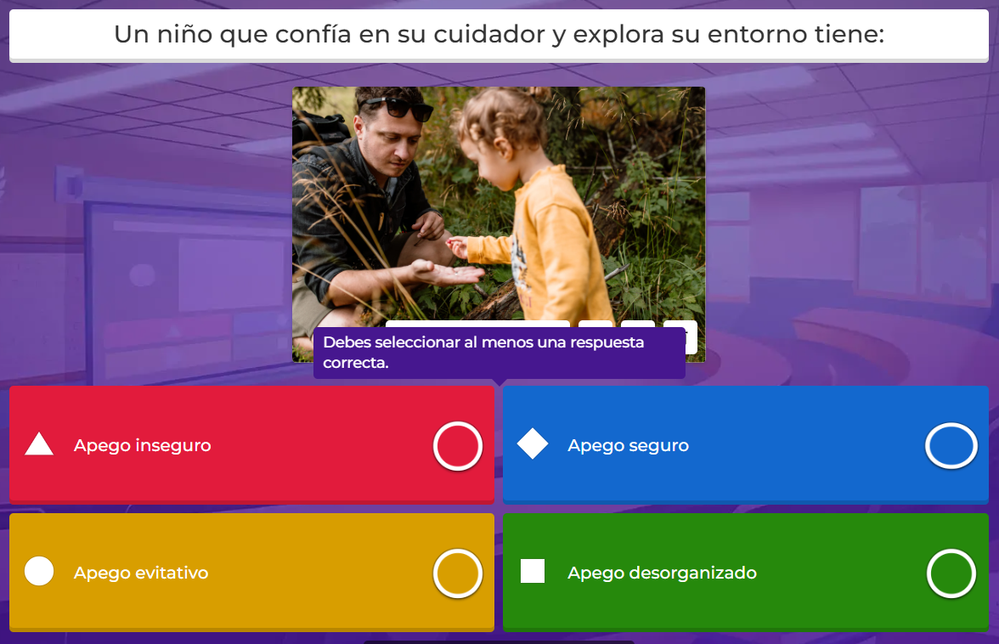 Un niño que confía en su cuidador y explora su entorno tiene:
Debes seleccionar al menos una respuesta
correcta.
Apego inseguro
Apego seguro
Apego evitativo
Apego desorganizado